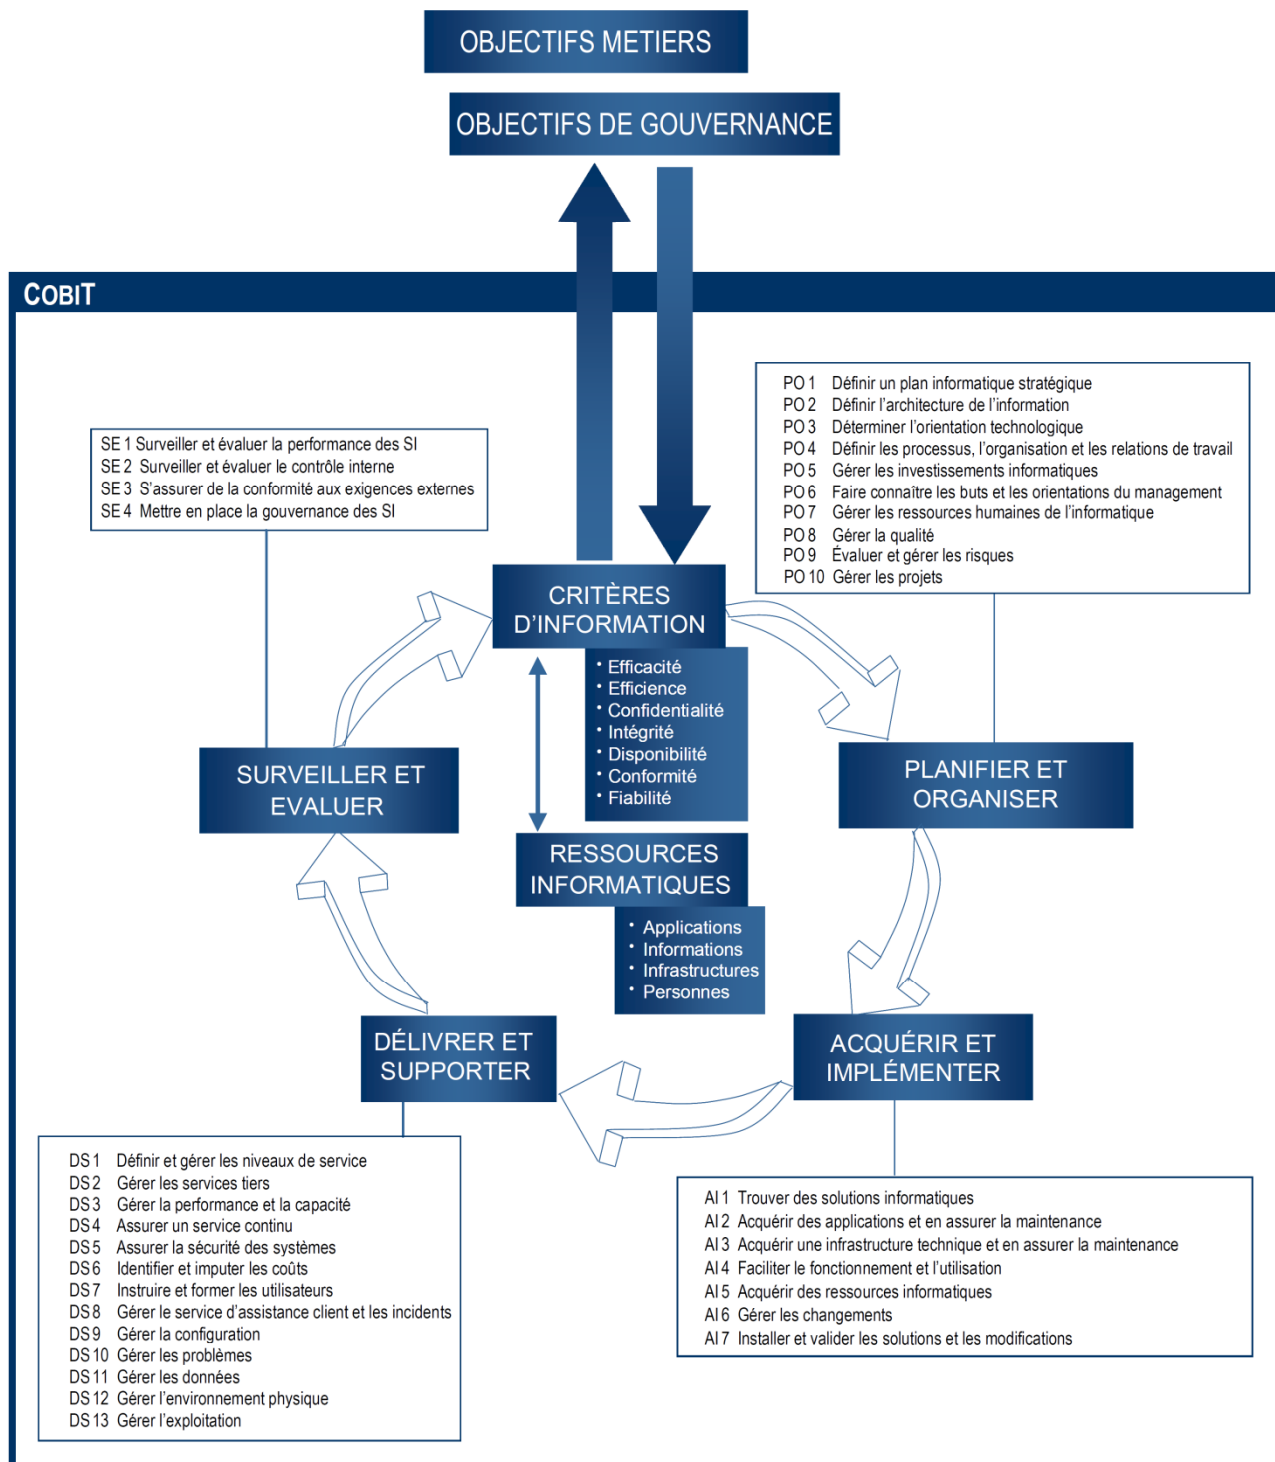 OBJECTIFS METIERS
OBJECTIFS DE GOUVERNANCE
COBIT
SE 1 Surveiller et évaluer la performance des SI
SE 2 Surveiller et évaluer le contrôle interne
SE 3 S'assurer de la conformité aux exigences externes
SE 4 Mettre en place la gouvernance des SI
PO 1 Définir un plan informatique stratégique
PO 2 Définir l'architecture de l'information
PO 3 Déterminer l'orientation technologique
PO 4 Définir les processus, l'organisation et les relations de travail
PO 5 Gérer les investissements informatiques
PO 6 Faire connaître les buts et les orientations du management
PO 7 Gérer les ressources humaines de l'informatique
PO 8 Gérer la qualité
PO 9 Évaluer et gérer les risques
PO 10 Gérer les projets
CRITÈRES
D'INFORMATION
• Efficacité
• Efficience
• Confidentialité
• Intégrité
• Disponibilité
• Conformité
• Fiabilité
SURVEILLER ET
EVALUER
PLANIFIER ET
ORGANISER
RESSOURCES
INFORMATIQUES
• Applications
• Informations
• Infrastructures
• Personnes
DÉLIVRER ET
SUPPORTER
ACQUÉRIR ET
IMPLÉMENTER
DS 1 Définir et gérer les niveaux de service
DS 2 Gérer les services tiers
DS 3 Gérer la performance et la capacité
DS 4 Assurer un service continu
DS 5 Assurer la sécurité des systèmes
DS 6 Identifier et imputer les coûts
DS 7 Instruire et former les utilisateurs
DS 8 Gérer le service d'assistance client et les incidents
DS 9 Gérer la configuration
DS 10 Gérer les problèmes
DS 11 Gérer les données
DS 12 Gérer l'environnement physique
DS 13 Gérer l'exploitation
AI 1 Trouver des solutions informatiques
AI 2 Acquérir des applications et en assurer la maintenance
AI 3 Acquérir une infrastructure technique et en assurer la maintenance
AI 4 Faciliter le fonctionnement et l'utilisation
AI 5 Acquérir des ressources informatiques
AI 6 Gérer les changements
AI 7 Installer et valider les solutions et les modifications